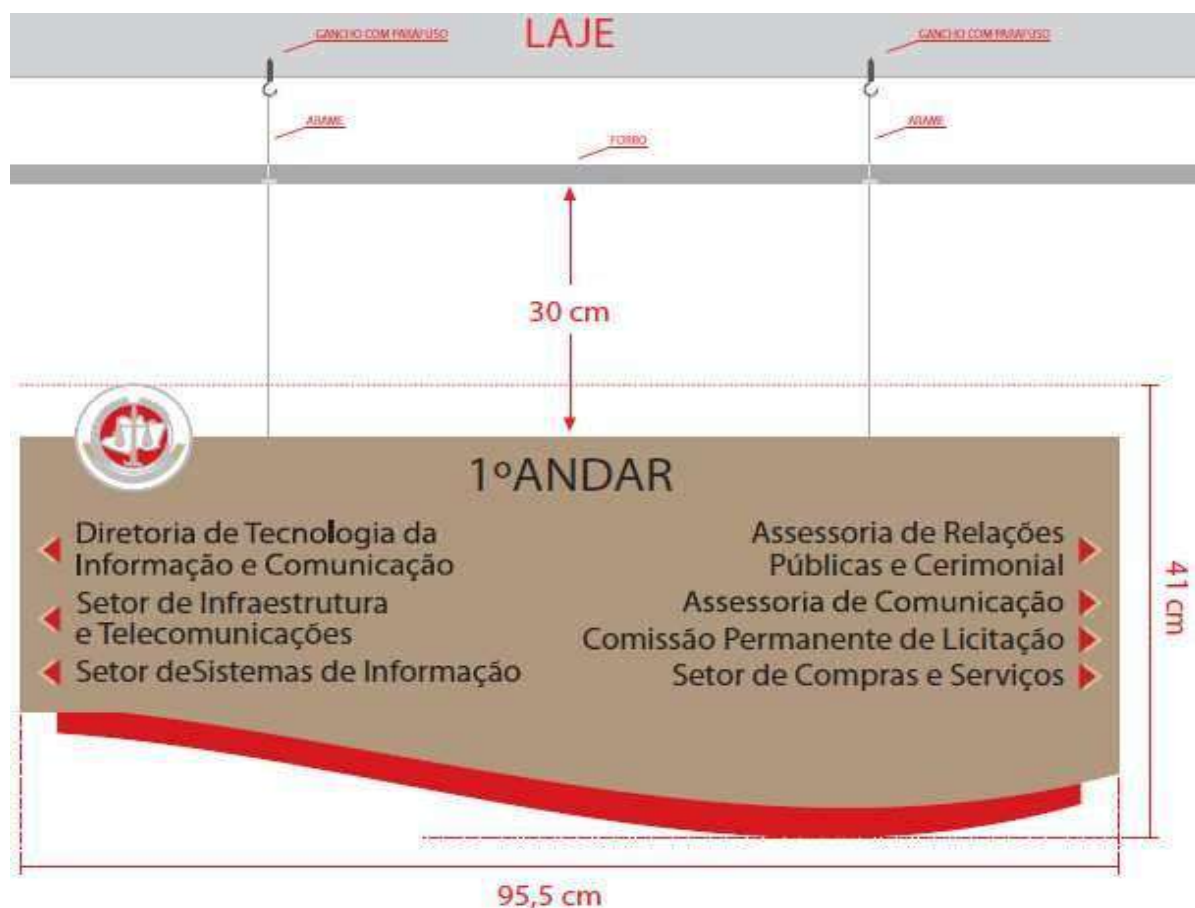 LAJE
GANCHO COM PARAFUSO
GANCHO COM PARAFUSO
ARAME
ARAME
FORRO
30 cm
1ºANDAR
Diretoria de Tecnologia da
Informação e Comunicação
Setor de Infraestrutura
e Telecomunicações
Setor deSistemas de Informação
Assessoria de Relações
Públicas e Cerimonial
Assessoria de Comunicação
Comissão Permanente de Licitação
Setor de Compras e Serviços
41 cm
95,5 cm